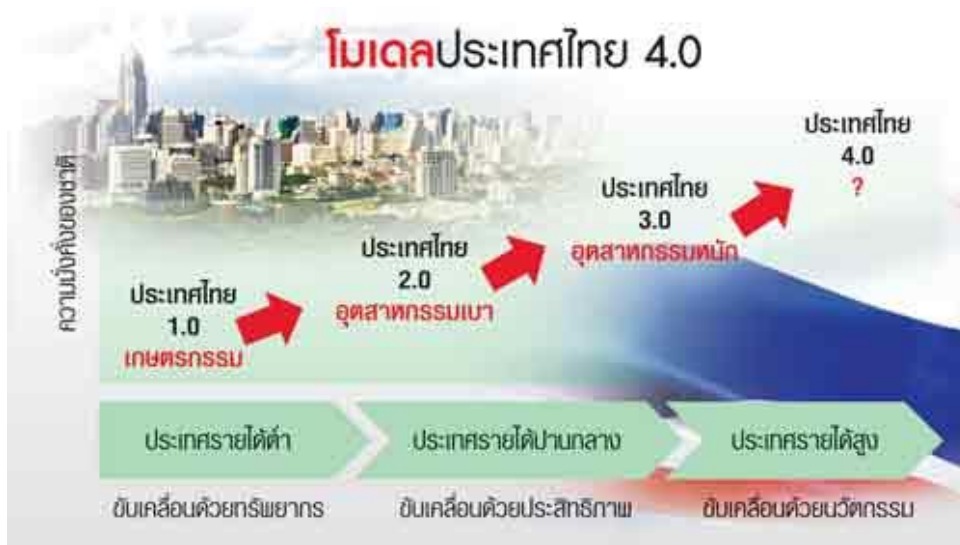 โมเดลประเทศไทย 4.0
ความมั่งคั่งของชาติ
ประเทศไทย
1.0
เกษตรกรรม
ประเทศไทย
2.0
อุตสาหกรรมเบา
ประเทศไทย
3.0
อุตสาหกรรมหนัก
ประเทศไทย
4.0
?
ประเทศรายได้ต่ำ
ประเทศรายได้ปานกลาง
ประเทศรายได้สูง
ขับเคลื่อนด้วยทรัพยากร
ขับเคลื่อนด้วยประสิทธิภาพ
ขับเคลื่อนด้วยนวัตกรรม